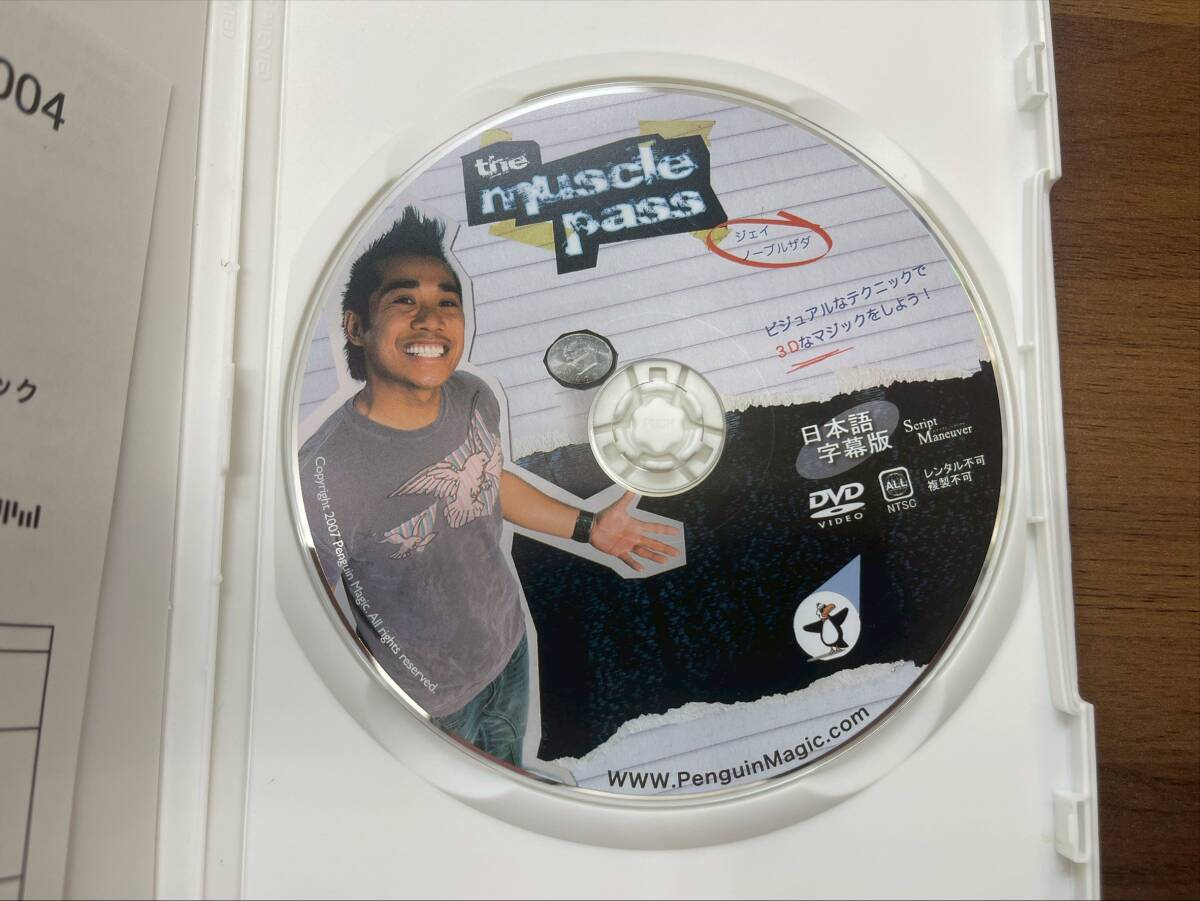 004
ック
the
muscle
pass
ジェイ
ノーブルザダ
ビジュアルなテクニックで
3Dなマジックをしよう！
日本語
字幕版
Script
Maneuver
DVD
VIDEO
ALL
NTSC
レンタル不可
複製不可
PUSH
Copyright 2007 Penguin Magic. All rights reserved.
www.PenguinMagic.com